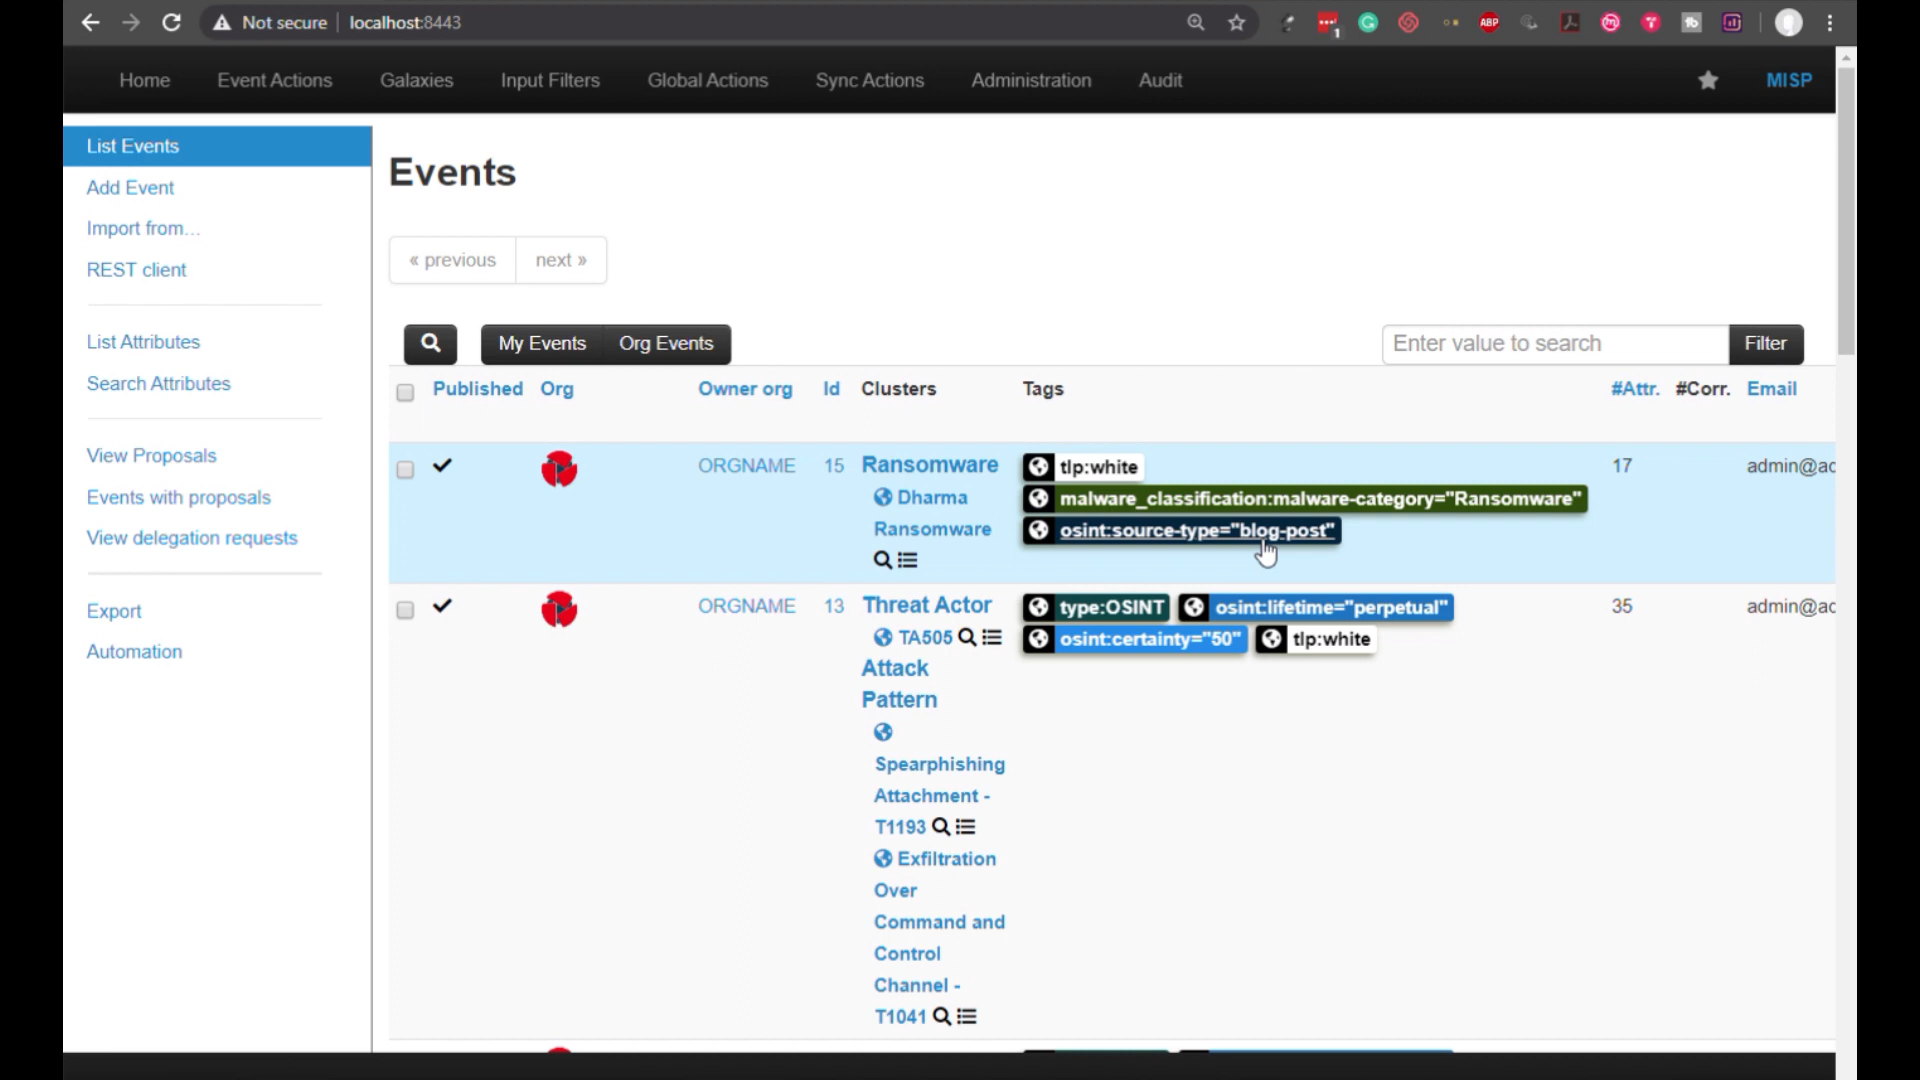 Not secure localhost:8443
1 ABP
Home Event Actions Galaxies Input Filters Global Actions Sync Actions Administration Audit MISP
List Events
Add Event
Import from...
REST client
List Attributes
Search Attributes
View Proposals
Events with proposals
View delegation requests
Export
Automation
Events
« previous next »
My Events Org Events Enter value to search Filter
Published Org Owner org Id Clusters Tags #Attr. #Corr. Email
ORGNAME 15 Ransomware tlp:white 17 admin@ac
Dharma malware_classification:malware-category="Ransomware"
Ransomware osint:source-type="blog-post"
ORGNAME 13 Threat Actor type:OSINT osint:lifetime="perpetual" 35 admin@ac
TA505 osint:certainty="50" tlp:white
Attack
Pattern
Spearphishing
Attachment -
T1193
Exfiltration
Over
Command and
Control
Channel -
T1041